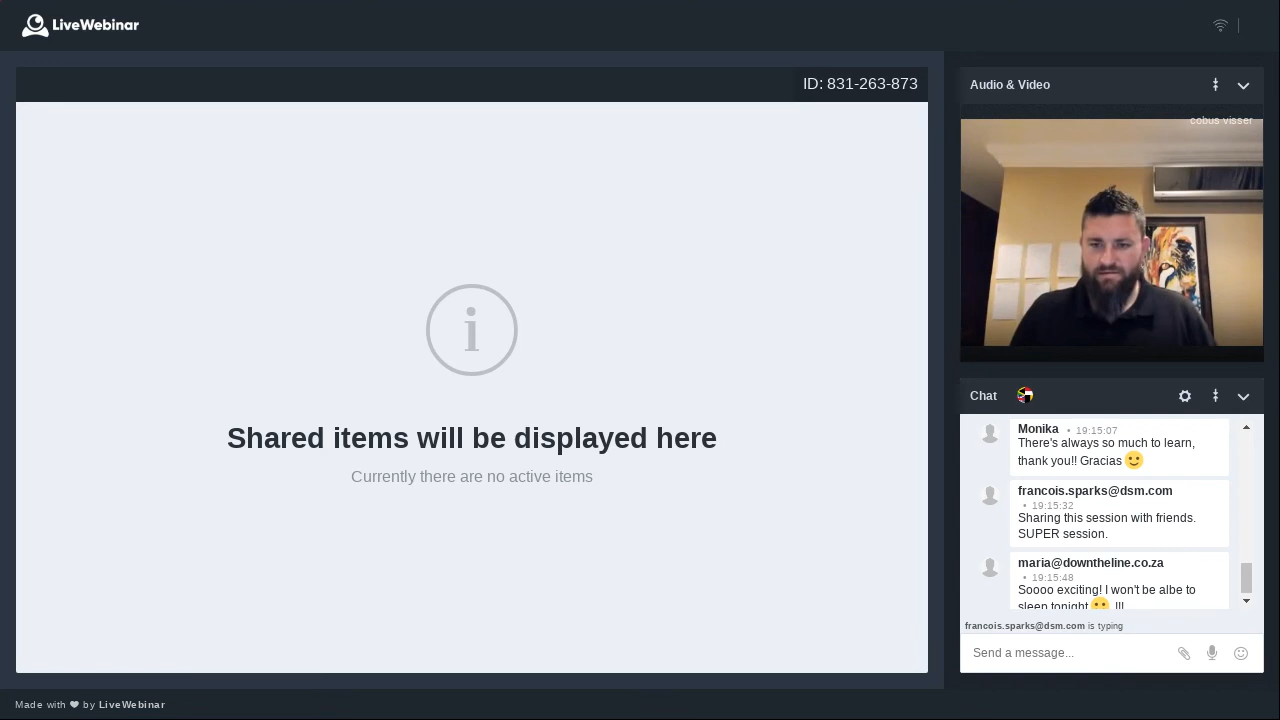 LiveWebinar
ID: 831-263-873
Shared items will be displayed here
Currently there are no active items
Audio & Video
cobus visser
Chat
Monika • 19:15:07
There's always so much to learn,
thank you!! Gracias 🙂
francois.sparks@dsm.com
• 19:15:32
Sharing this session with friends.
SUPER session.
maria@downtheline.co.za
• 19:15:48
Soooo exciting! I won't be albe to
sleep tonight 🙂 !!!
francois.sparks@dsm.com is typing
Send a message...
Made with ❤ by LiveWebinar